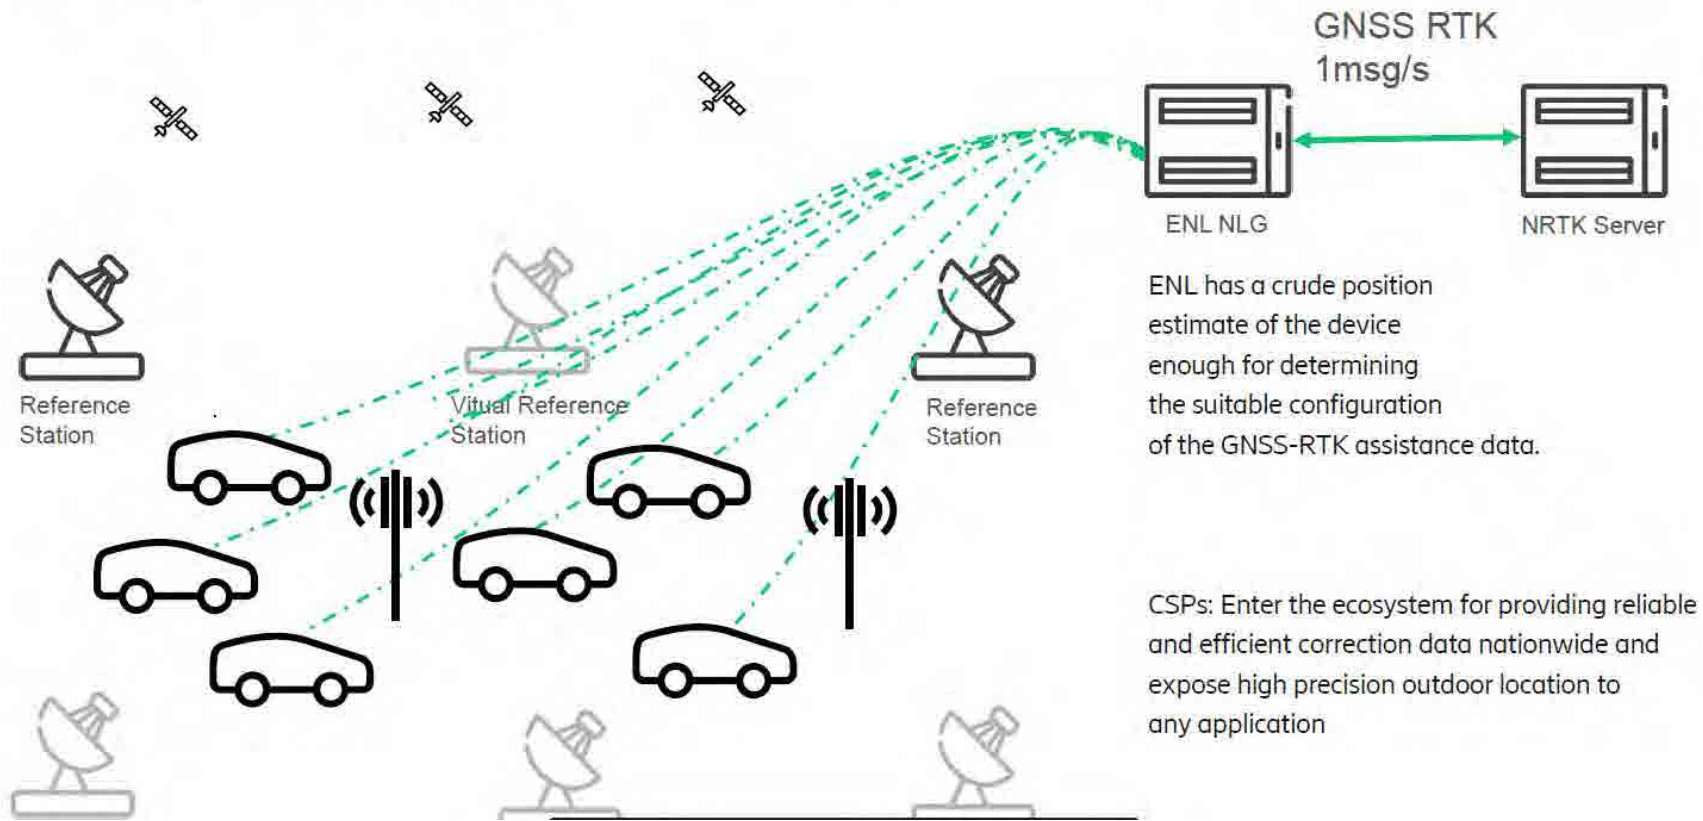 GNSS RTK
1msg/s
ENL NLG
NRTK Server
Reference
Station
Vitual Reference
Station
Reference
Station
ENL has a crude position
estimate of the device
enough for determining
the suitable configuration
of the GNSS-RTK assistance data.
CSPs: Enter the ecosystem for providing reliable
and efficient correction data nationwide and
expose high precision outdoor location to
any application